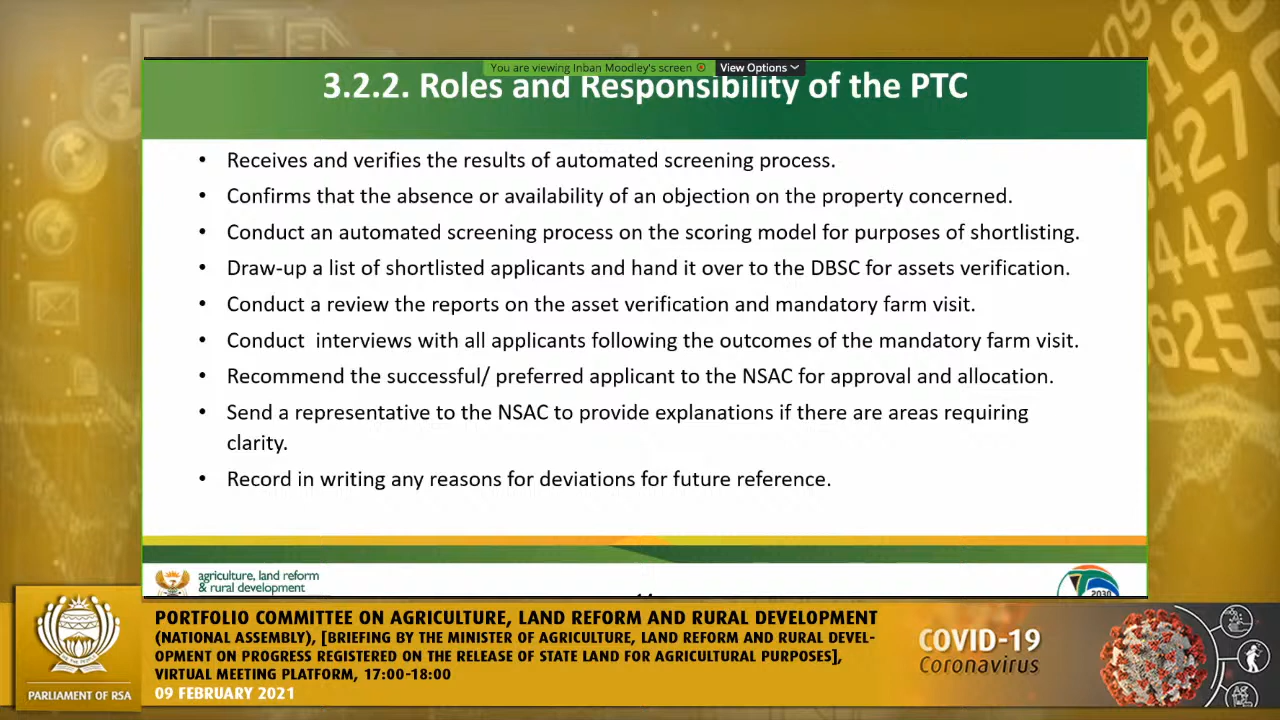 You are viewing Inban Moodley's screen
View Options
3.2.2. Roles and Responsibility of the PTC
• Receives and verifies the results of automated screening process.
• Confirms that the absence or availability of an objection on the property concerned.
• Conduct an automated screening process on the scoring model for purposes of shortlisting.
• Draw-up a list of shortlisted applicants and hand it over to the DBSC for assets verification.
• Conduct a review the reports on the asset verification and mandatory farm visit.
• Conduct  interviews with all applicants following the outcomes of the mandatory farm visit.
• Recommend the successful/ preferred applicant to the NSAC for approval and allocation.
• Send a representative to the NSAC to provide explanations if there are areas requiring
clarity.
• Record in writing any reasons for deviations for future reference.
agriculture, land reform
& rural development
2030
PORTFOLIO COMMITTEE ON AGRICULTURE, LAND REFORM AND RURAL DEVELOPMENT
(NATIONAL ASSEMBLY), [BRIEFING BY THE MINISTER OF AGRICULTURE, LAND REFORM AND RURAL DEVEL-
OPMENT ON PROGRESS REGISTERED ON THE RELEASE OF STATE LAND FOR AGRICULTURAL PURPOSES],
VIRTUAL MEETING PLATFORM, 17:00-18:00
09 FEBRUARY 2021
PARLIAMENT OF RSA
COVID-19
Coronavirus